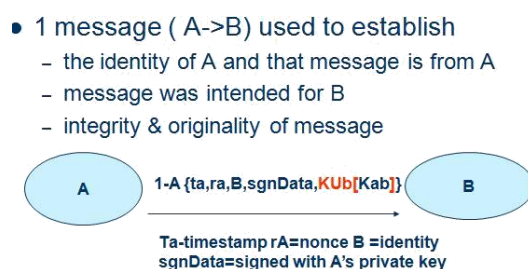 • 1 message ( A->B) used to establish
– the identity of A and that message is from A
– message was intended for B
– integrity & originality of message
A
1-A {ta,ra,B,sgnData,KUb[Kab]}
B
Ta-timestamp rA=nonce B =identity
sgnData=signed with A's private key